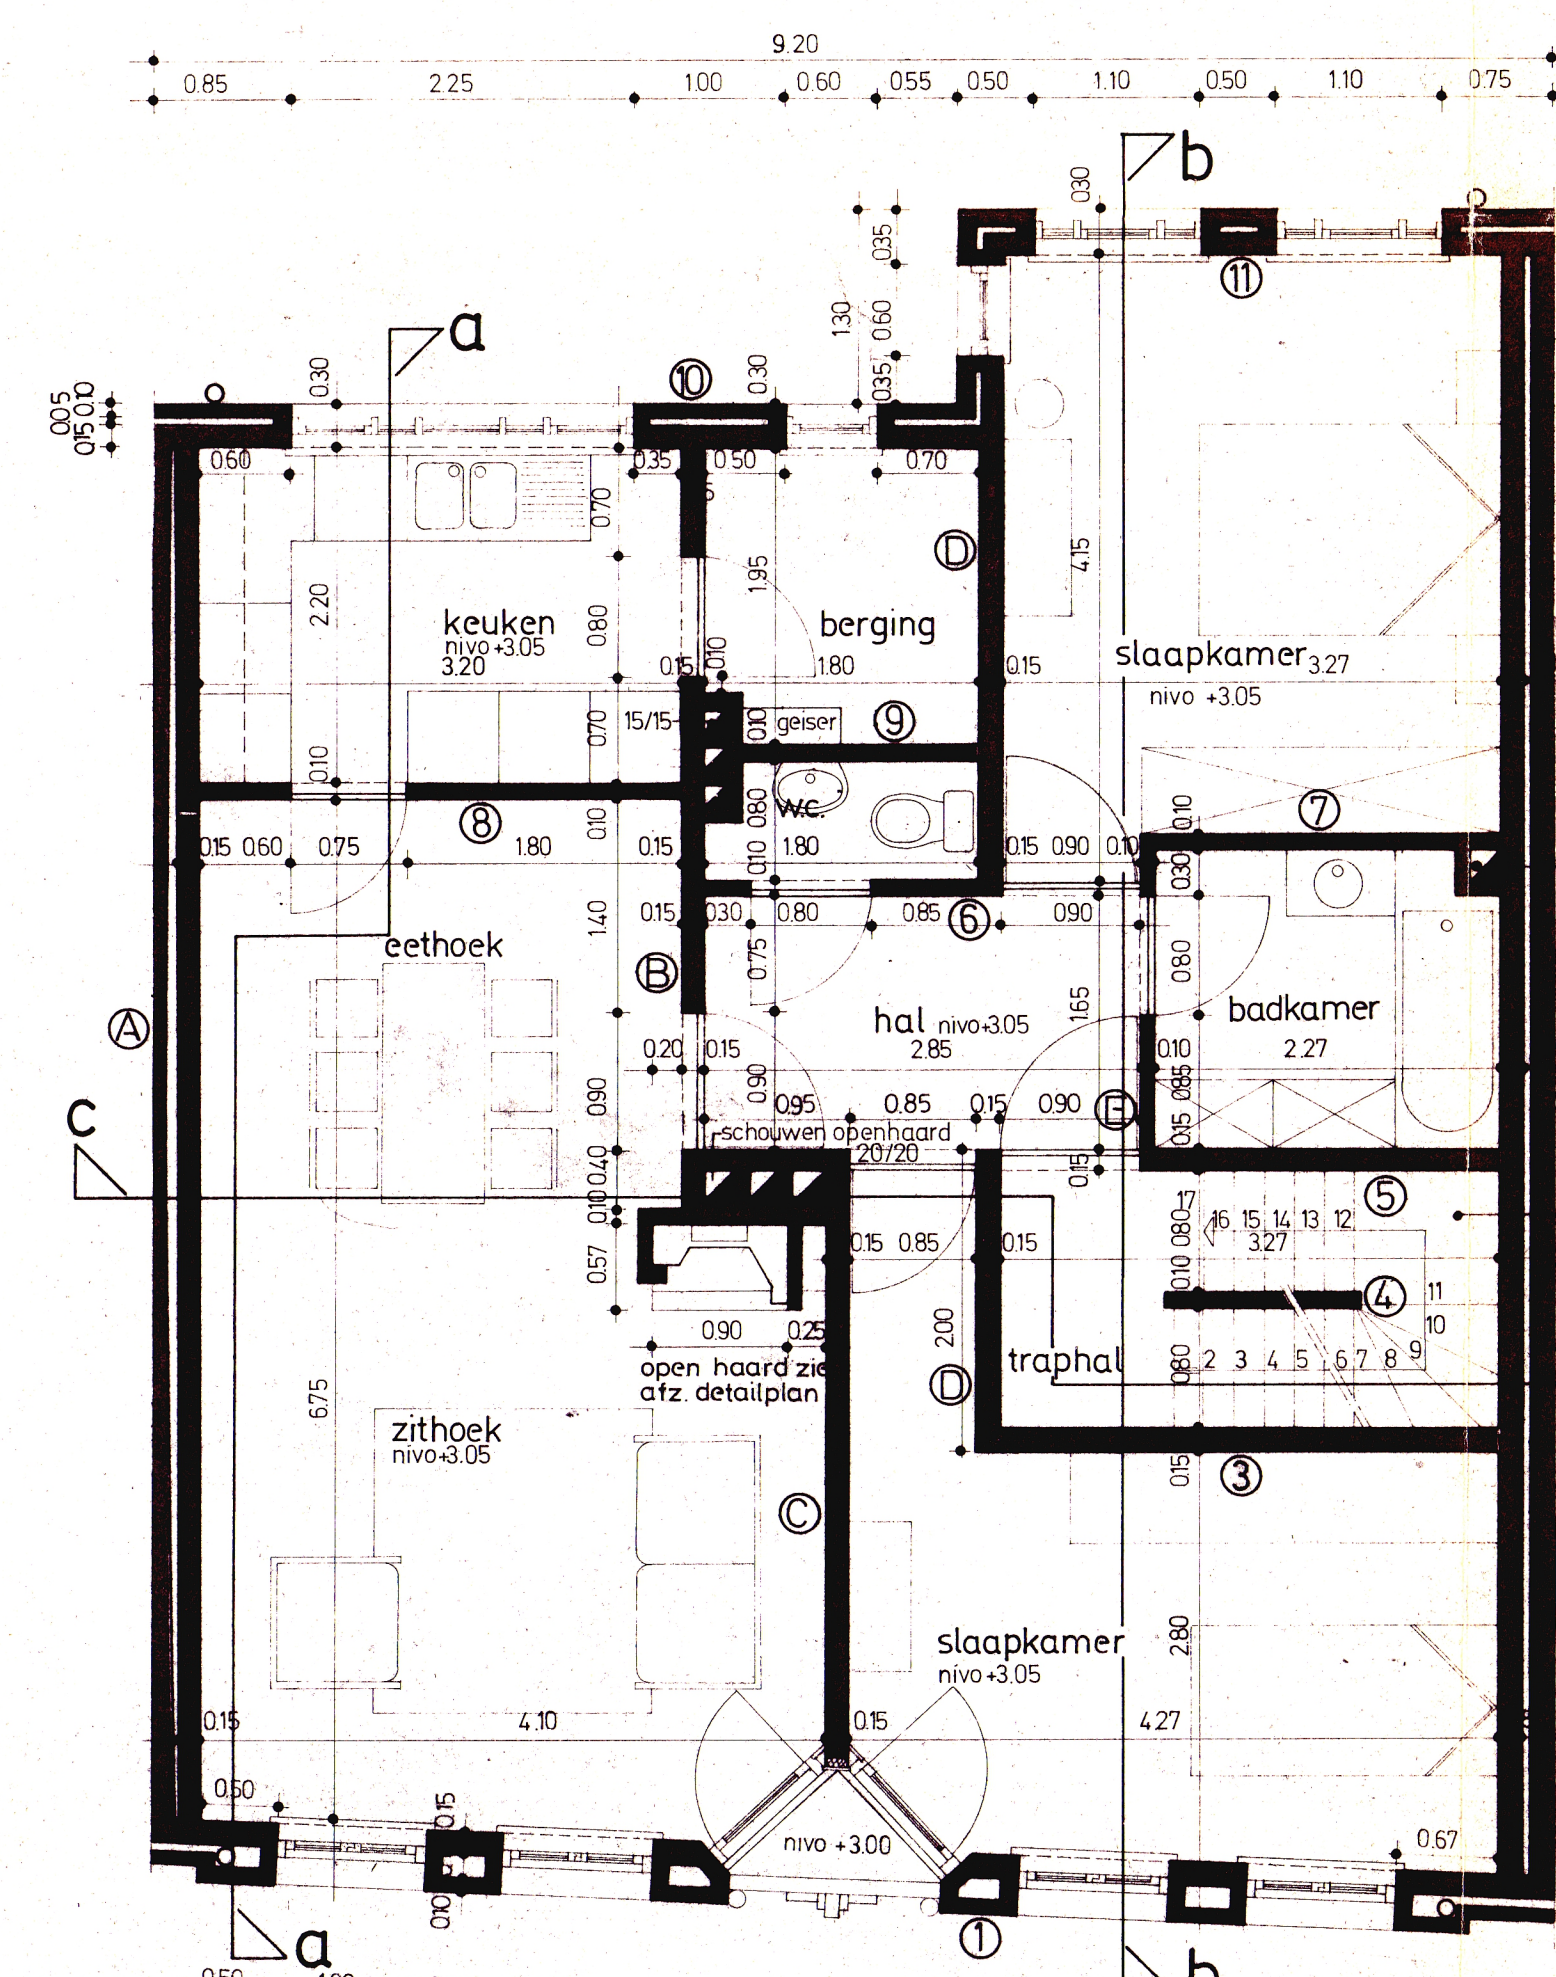 9.20
0.85 2.25 1.00 0.60 0.55 0.50 1.10 0.50 1.10 0.75
b
0.30
0.35
1.30
0.60
0.35
11
a
0.30
10
0.30
0.05
0.15 0.10
0.60
0.35
0.50
0.70
0.70
D
1.95
4.15
2.20
keuken
nivo +3.05
3.20
0.80
berging
0.15
0.10
1.80
0.15
slaapkamer 3.27
nivo +3.05
15/15
0.70
0.10
geiser
9
0.10
8
0.10
0.80
W.C.
7
0.10
0.15 0.60 0.75 1.80 0.15
0.10
1.80
0.15 0.90 0.10
0.30
1.40
0.15
0.30
0.80
0.85
6
0.90
eethoek
0.75
0.80
B
A
hal nivo+3.05
2.85
1.65
badkamer
2.27
0.20 0.15
0.10
0.85
0.90
0.90
0.95 0.85 0.15 0.90
E
c
schouwen openhaard
20/20
0.15
0.15
0.40
0.10
5
17
16 15 14 13 12
0.80
3.27
0.57
0.15 0.85
0.15
0.10
4
11
10
0.90 0.25
2.00
open haard zie
afz. detailplan
traphal
0.80
2 3 4 5 6 7 8 9
D
6.75
zithoek
nivo+3.05
0.15
3
C
slaapkamer
nivo+3.05
2.80
0.15
4.10
0.15
4.27
0.50
0.15
nivo +3.00
0.67
0.10
1
a
b
0.50